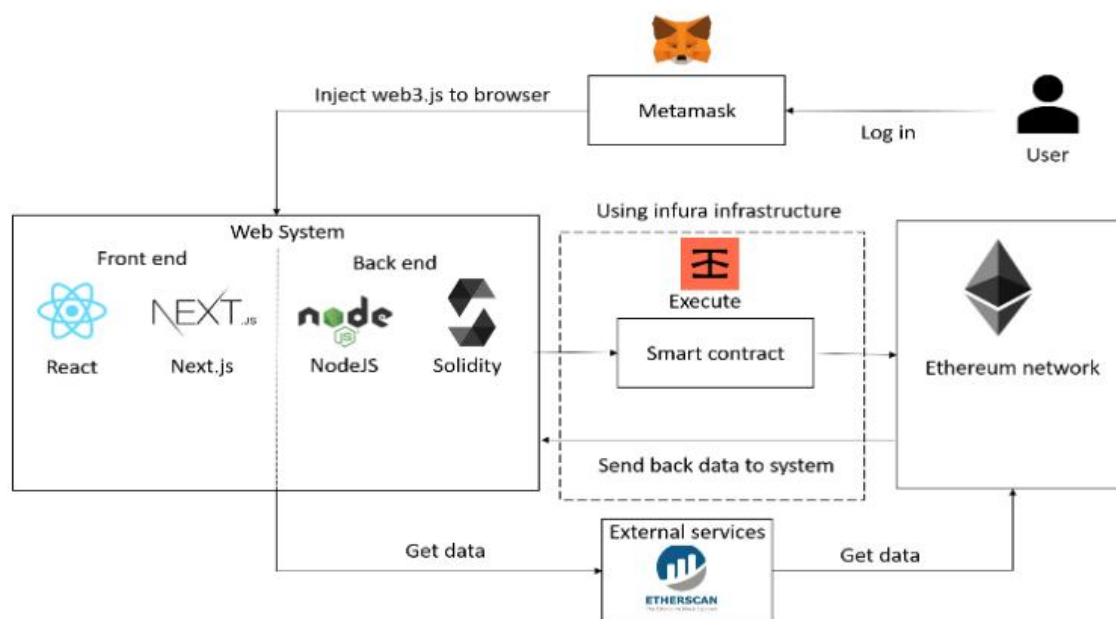 Inject web3.js to browser
Metamask
Log in
User
Using infura infrastructure
Web System
Front end
Back end
NEXT.JS
node
JS
Execute
React
Next.js
NodeJS
Solidity
Smart contract
Ethereum network
Send back data to system
External services
Get data
Get data
ETHERSCAN